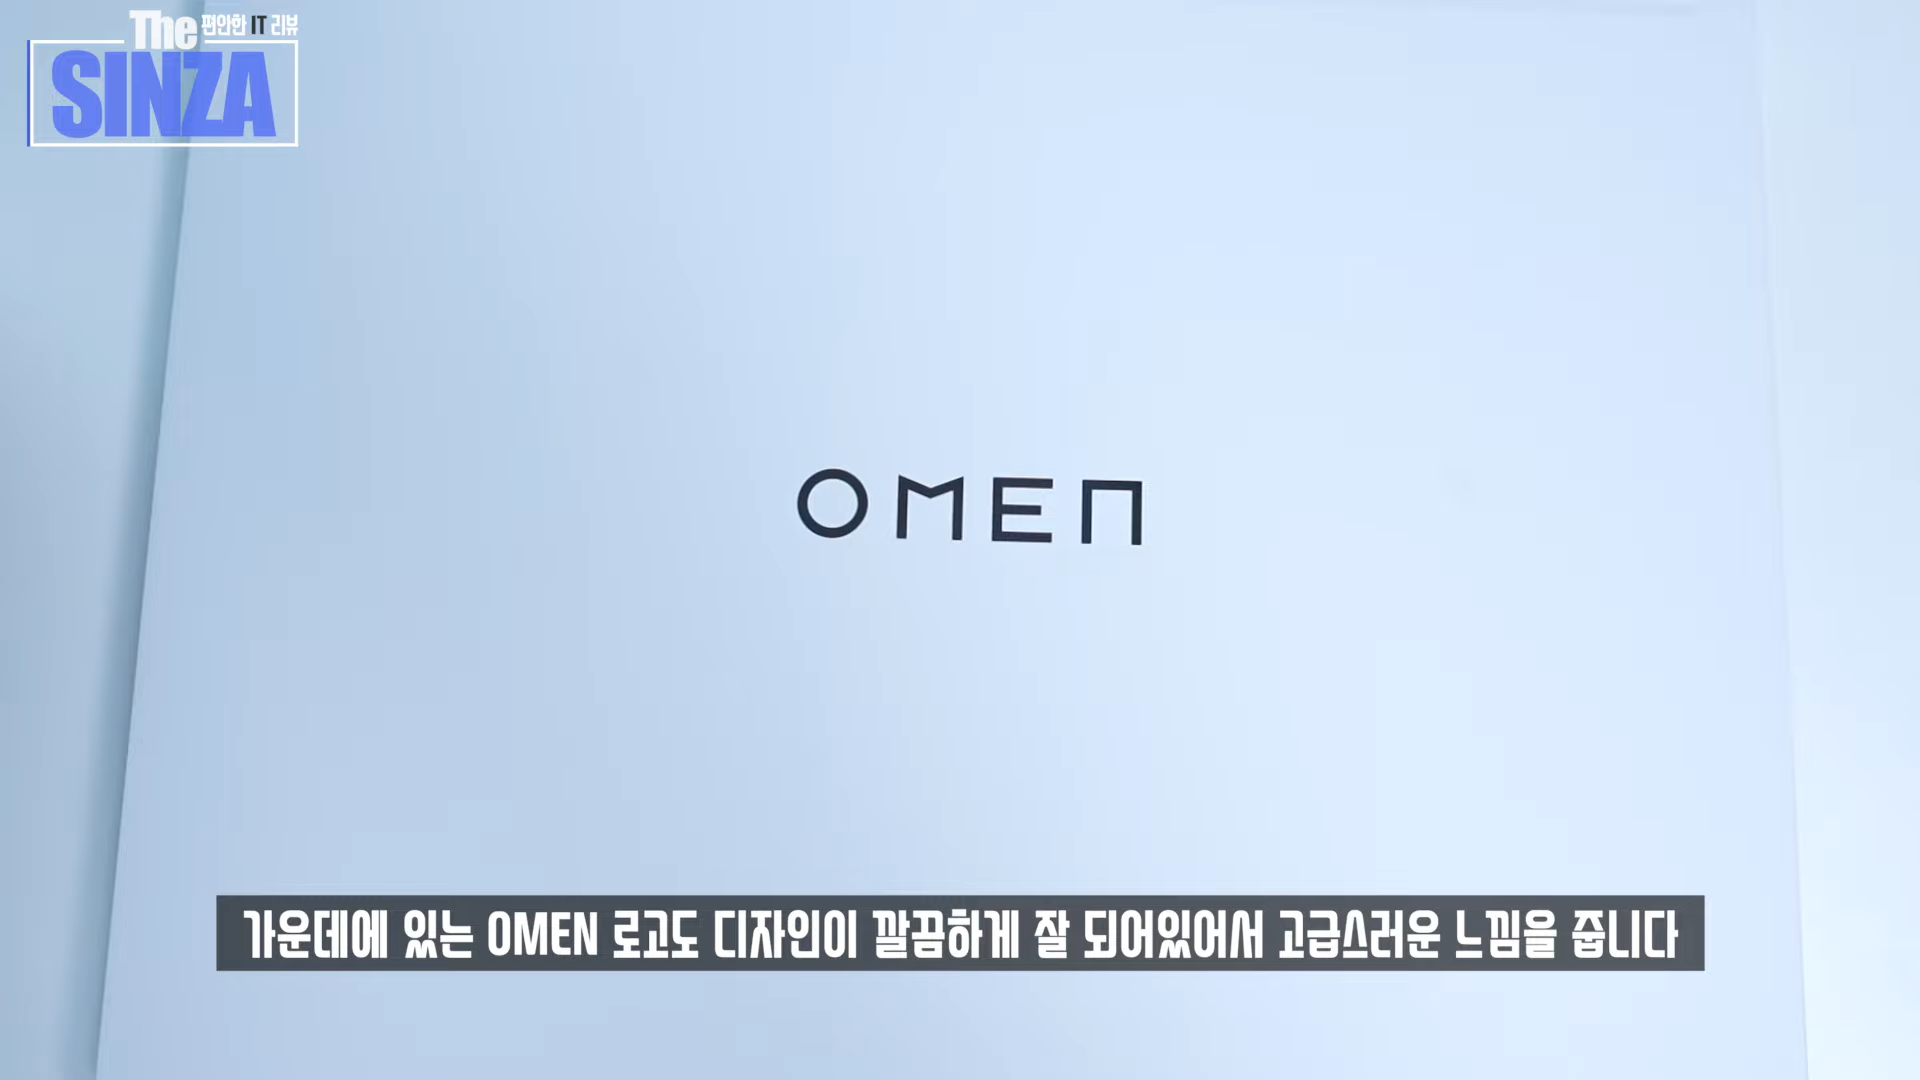 The 편안한 IT 리뷰
SINZA
OMEN
가운데에 있는 OMEN 로고도 디자인이 깔끔하게 잘 되어있어서 고급스러운 느낌을 줍니다